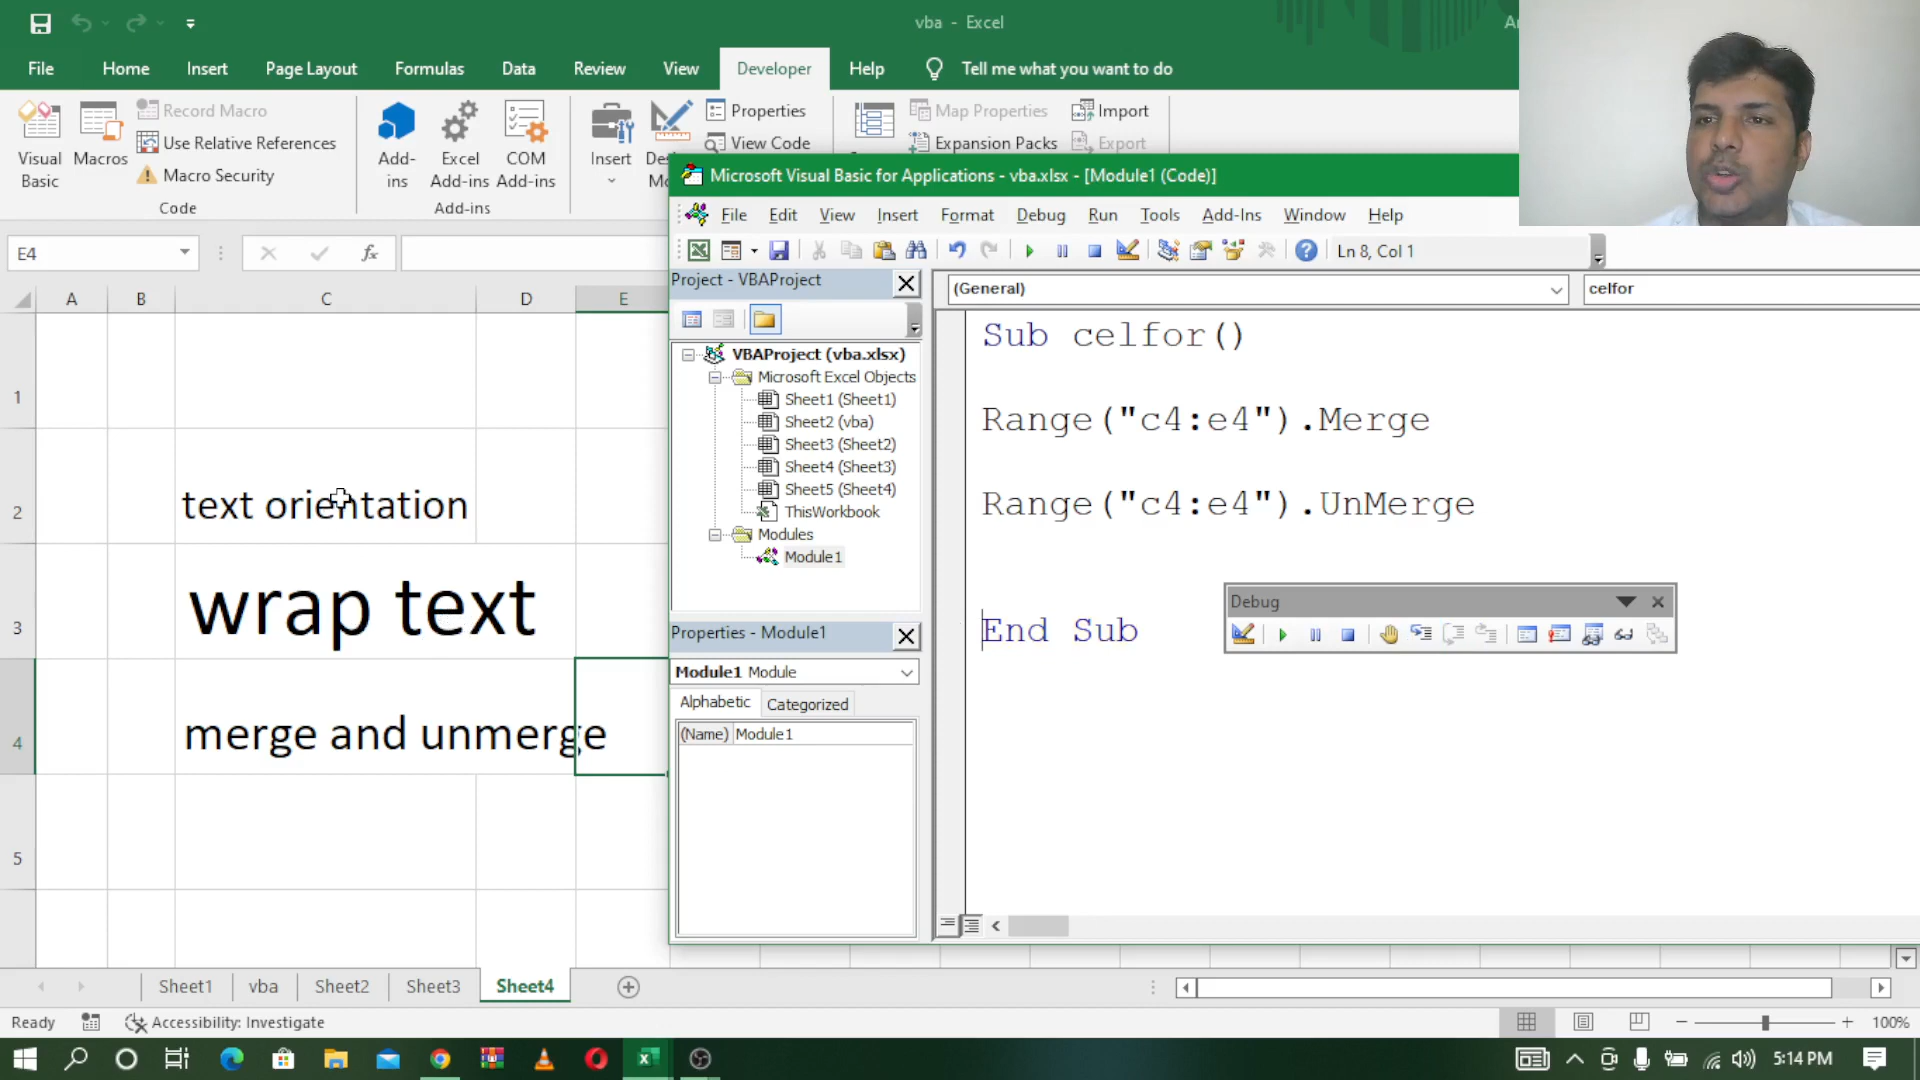 vba - Excel
File Home Insert Page Layout Formulas Data Review View Developer Help Tell me what you want to do
Visual Basic
Macros
Record Macro
Use Relative References
Macro Security
Code
Add-ins
Excel Add-ins
COM Add-ins
Add-ins
Insert
Properties
View Code
Map Properties
Expansion Packs
Import
Export
E4
fx
A B C D E
1
2 text orientation
3 wrap text
4 merge and unmerge
5
Microsoft Visual Basic for Applications - vba.xlsx - [Module1 (Code)]
File Edit View Insert Format Debug Run Tools Add-Ins Window Help
Ln 8, Col 1
Project - VBAProject
VBAProject (vba.xlsx)
Microsoft Excel Objects
Sheet1 (Sheet1)
Sheet2 (vba)
Sheet3 (Sheet2)
Sheet4 (Sheet3)
Sheet5 (Sheet4)
ThisWorkbook
Modules
Module1
Properties - Module1
Module1 Module
Alphabetic Categorized
(Name) Module1
(General) celfor
Sub celfor()
Range("c4:e4").Merge
Range("c4:e4").UnMerge
End Sub
Debug
Sheet1 vba Sheet2 Sheet3 Sheet4
Ready Accessibility: Investigate 100%
5:14 PM